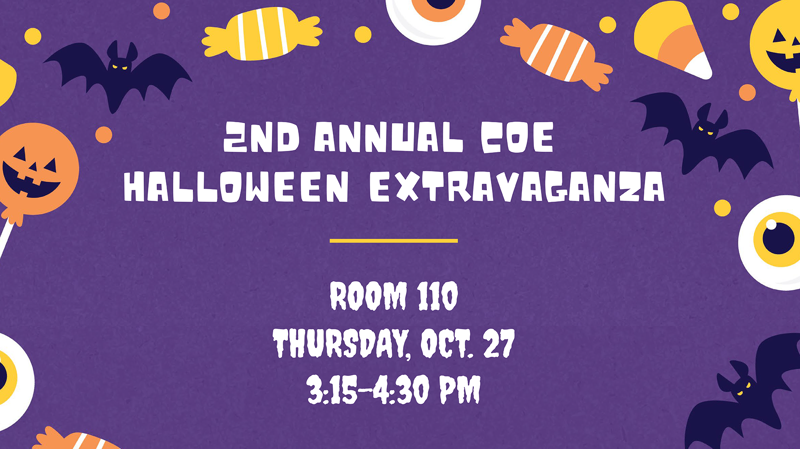 2ND ANNUAL COE
HALLOWEEN EXTRAVAGANZA
ROOM 110
THURSDAY, OCT. 27
3:15–4:30 PM